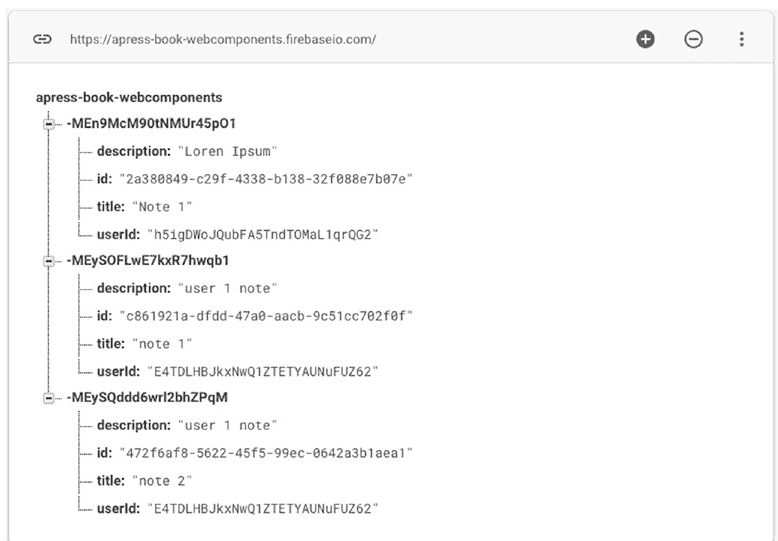 https://apress-book-webcomponents.firebaseio.com/
apress-book-webcomponents
-MEn9McM90tNMUr45pO1
description: "Loren Ipsum"
id: "2a380849-c29f-4338-b138-32f088e7b07e"
title: "Note 1"
userId: "h5igDWoJQubFA5TndTOMaL1qrQG2"
-MEySOFLwE7kxR7hwqb1
description: "user 1 note"
id: "c861921a-dfdd-47a0-aacb-9c51cc702f0f"
title: "note 1"
userId: "E4TDLHBJkxNwQ1ZTETYAUNuFUZ62"
-MEySQddd6wrl2bhZPqM
description: "user 1 note"
id: "472f6af8-5622-45f5-99ec-0642a3b1aea1"
title: "note 2"
userId: "E4TDLHBJkxNwQ1ZTETYAUNuFUZ62"